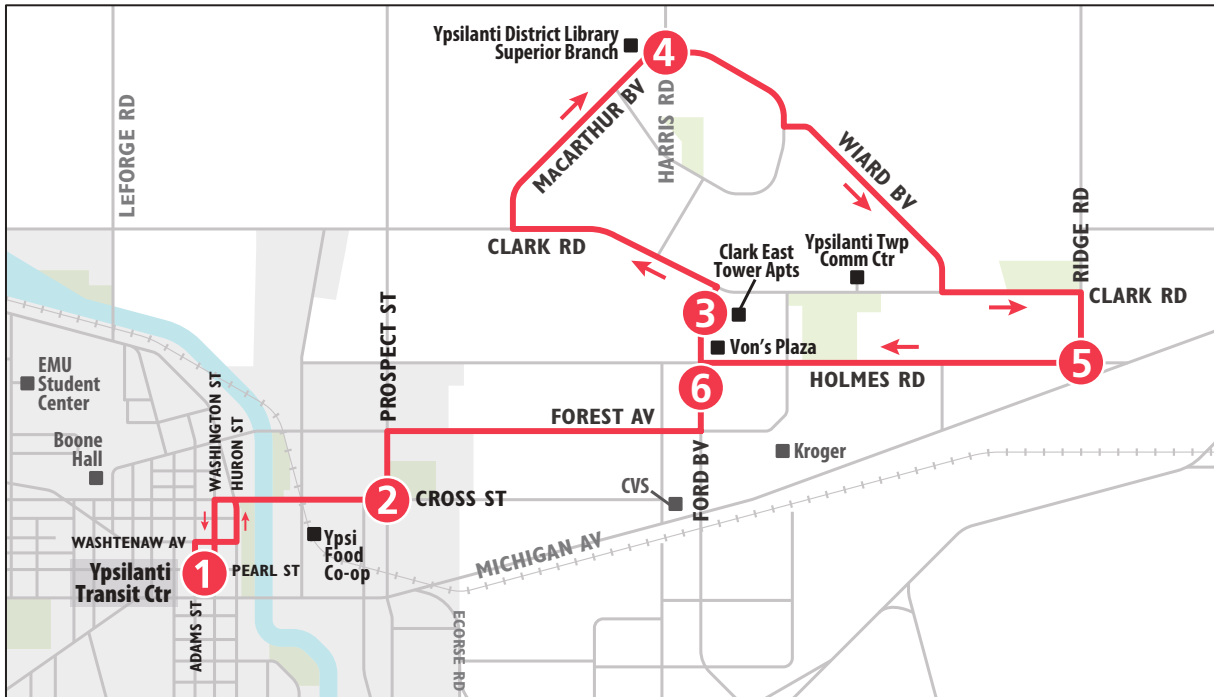 Ypsilanti District Library
Superior Branch
4
LEFORGE RD
MACARTHUR BV
HARRIS RD
WIARD BV
RIDGE RD
CLARK RD
Clark East
Tower Apts
Ypsilanti Twp
Comm Ctr
CLARK RD
3
Von's Plaza
HOLMES RD
5
6
EMU
Student
Center
PROSPECT ST
WASHINGTON ST
HURON ST
FOREST AV
FORD BV
Boone
Hall
Kroger
CVS
2
CROSS ST
WASHTENAW AV
Ypsi
Food
Co-op
MICHIGAN AV
Ypsilanti
Transit Ctr
1
PEARL ST
ADAMS ST
ECORSE RD